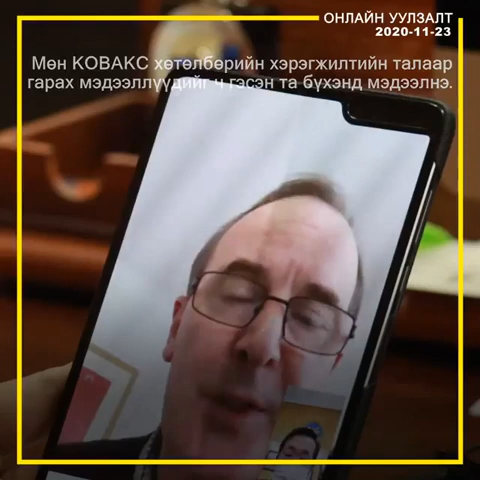 ОНЛАЙН УУЛЗАЛТ
2020-11-23
Мөн КОВАКС хөтөлбөрийн хэрэгжилтийн талаар
гарах мэдээллүүдийг ч гэсэн та бүхэнд мэдээлнэ.